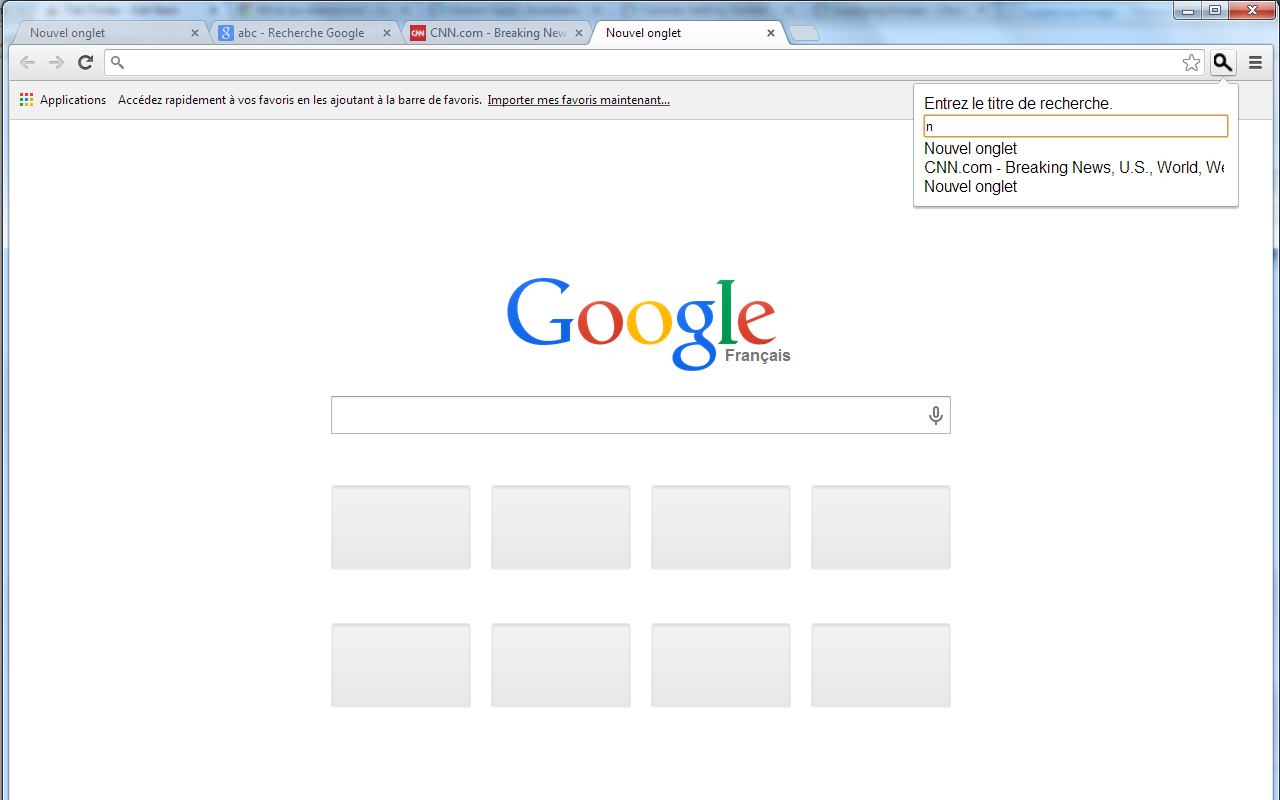 Nouvel onglet
abc - Recherche Google
CNN.com - Breaking New
Nouvel onglet
Applications
Accédez rapidement à vos favoris en les ajoutant à la barre de favoris. Importer mes favoris maintenant...
Entrez le titre de recherche.
n
Nouvel onglet
CNN.com - Breaking News, U.S., World, We
Nouvel onglet
Google
Français